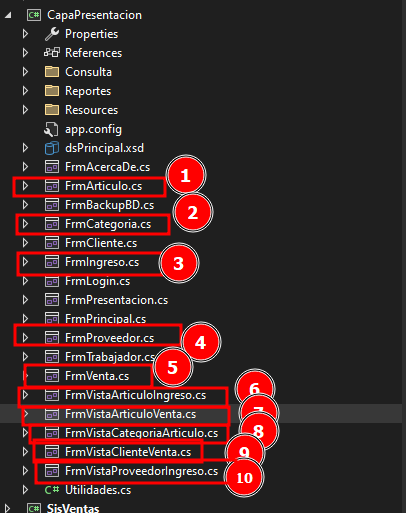 C# CapaPresentacion
Properties
References
Consulta
Reportes
Resources
app.config
dsPrincipal.xsd
FrmAcercaDe.cs
FrmArticulo.cs 1
FrmBackupBD.cs
FrmCategoria.cs 2
FrmCliente.cs
FrmIngreso.cs 3
FrmLogin.cs
FrmPresentacion.cs
FrmPrincipal.cs
FrmProveedor.cs 4
FrmTrabajador.cs
FrmVenta.cs 5
FrmVistaArticuloIngreso.cs 6
FrmVistaArticuloVenta.cs 7
FrmVistaCategoriaArticulo.cs 8
FrmVistaClienteVenta.cs 9
FrmVistaProveedorIngreso.cs 10
C# Utilidades.cs
C# SisVentas